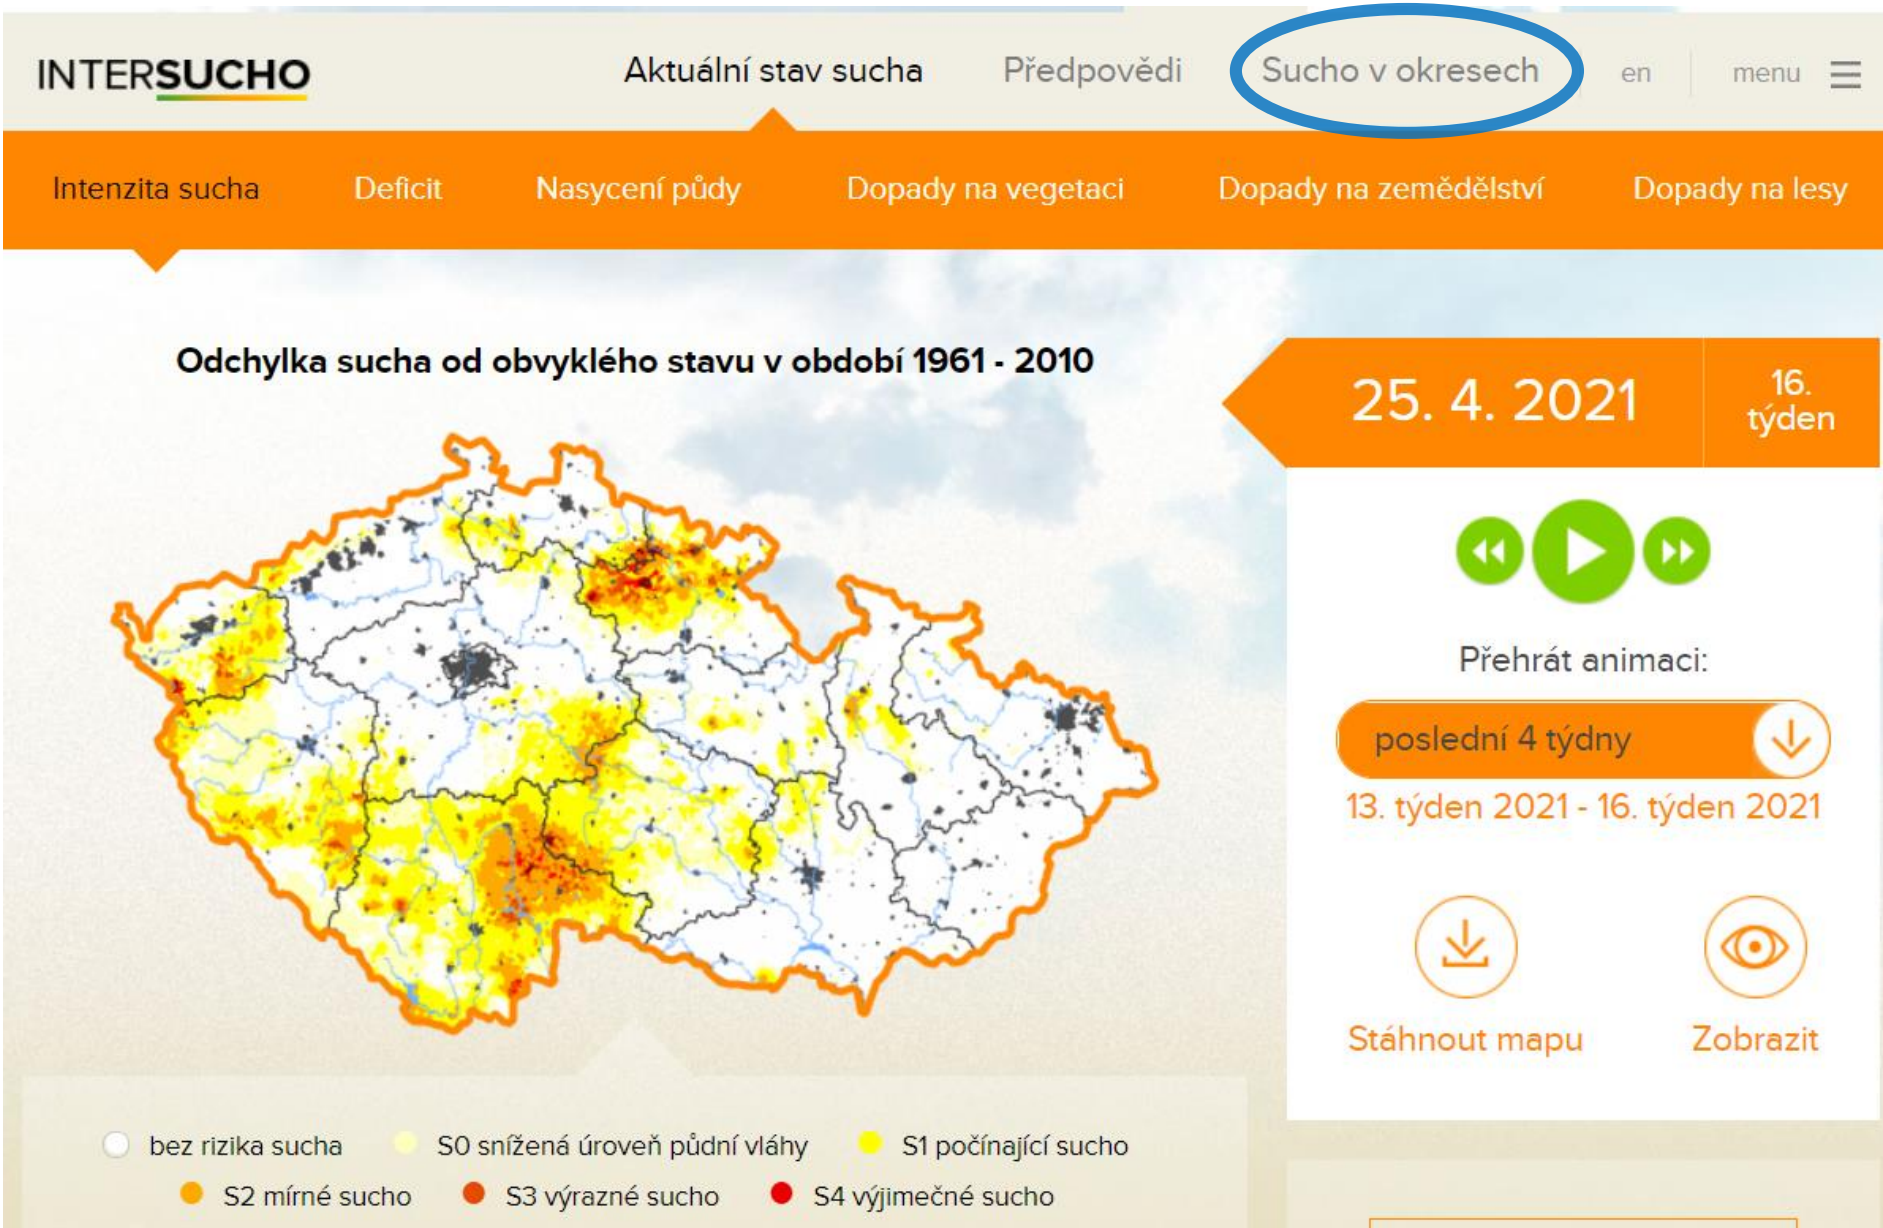 INTERSUCHO
Aktuální stav sucha
Předpovědi
Sucho v okresech
en
menu
Intenzita sucha
Deficit
Nasycení půdy
Dopady na vegetaci
Dopady na zemědělství
Dopady na lesy
Odchylka sucha od obvyklého stavu v období 1961 - 2010
25. 4. 2021
16.
týden
Přehrát animaci:
poslední 4 týdny
13. týden 2021 - 16. týden 2021
Stáhnout mapu
Zobrazit
bez rizika sucha
S0 snížená úroveň půdní vláhy
S1 počínající sucho
S2 mírné sucho
S3 výrazné sucho
S4 výjimečné sucho